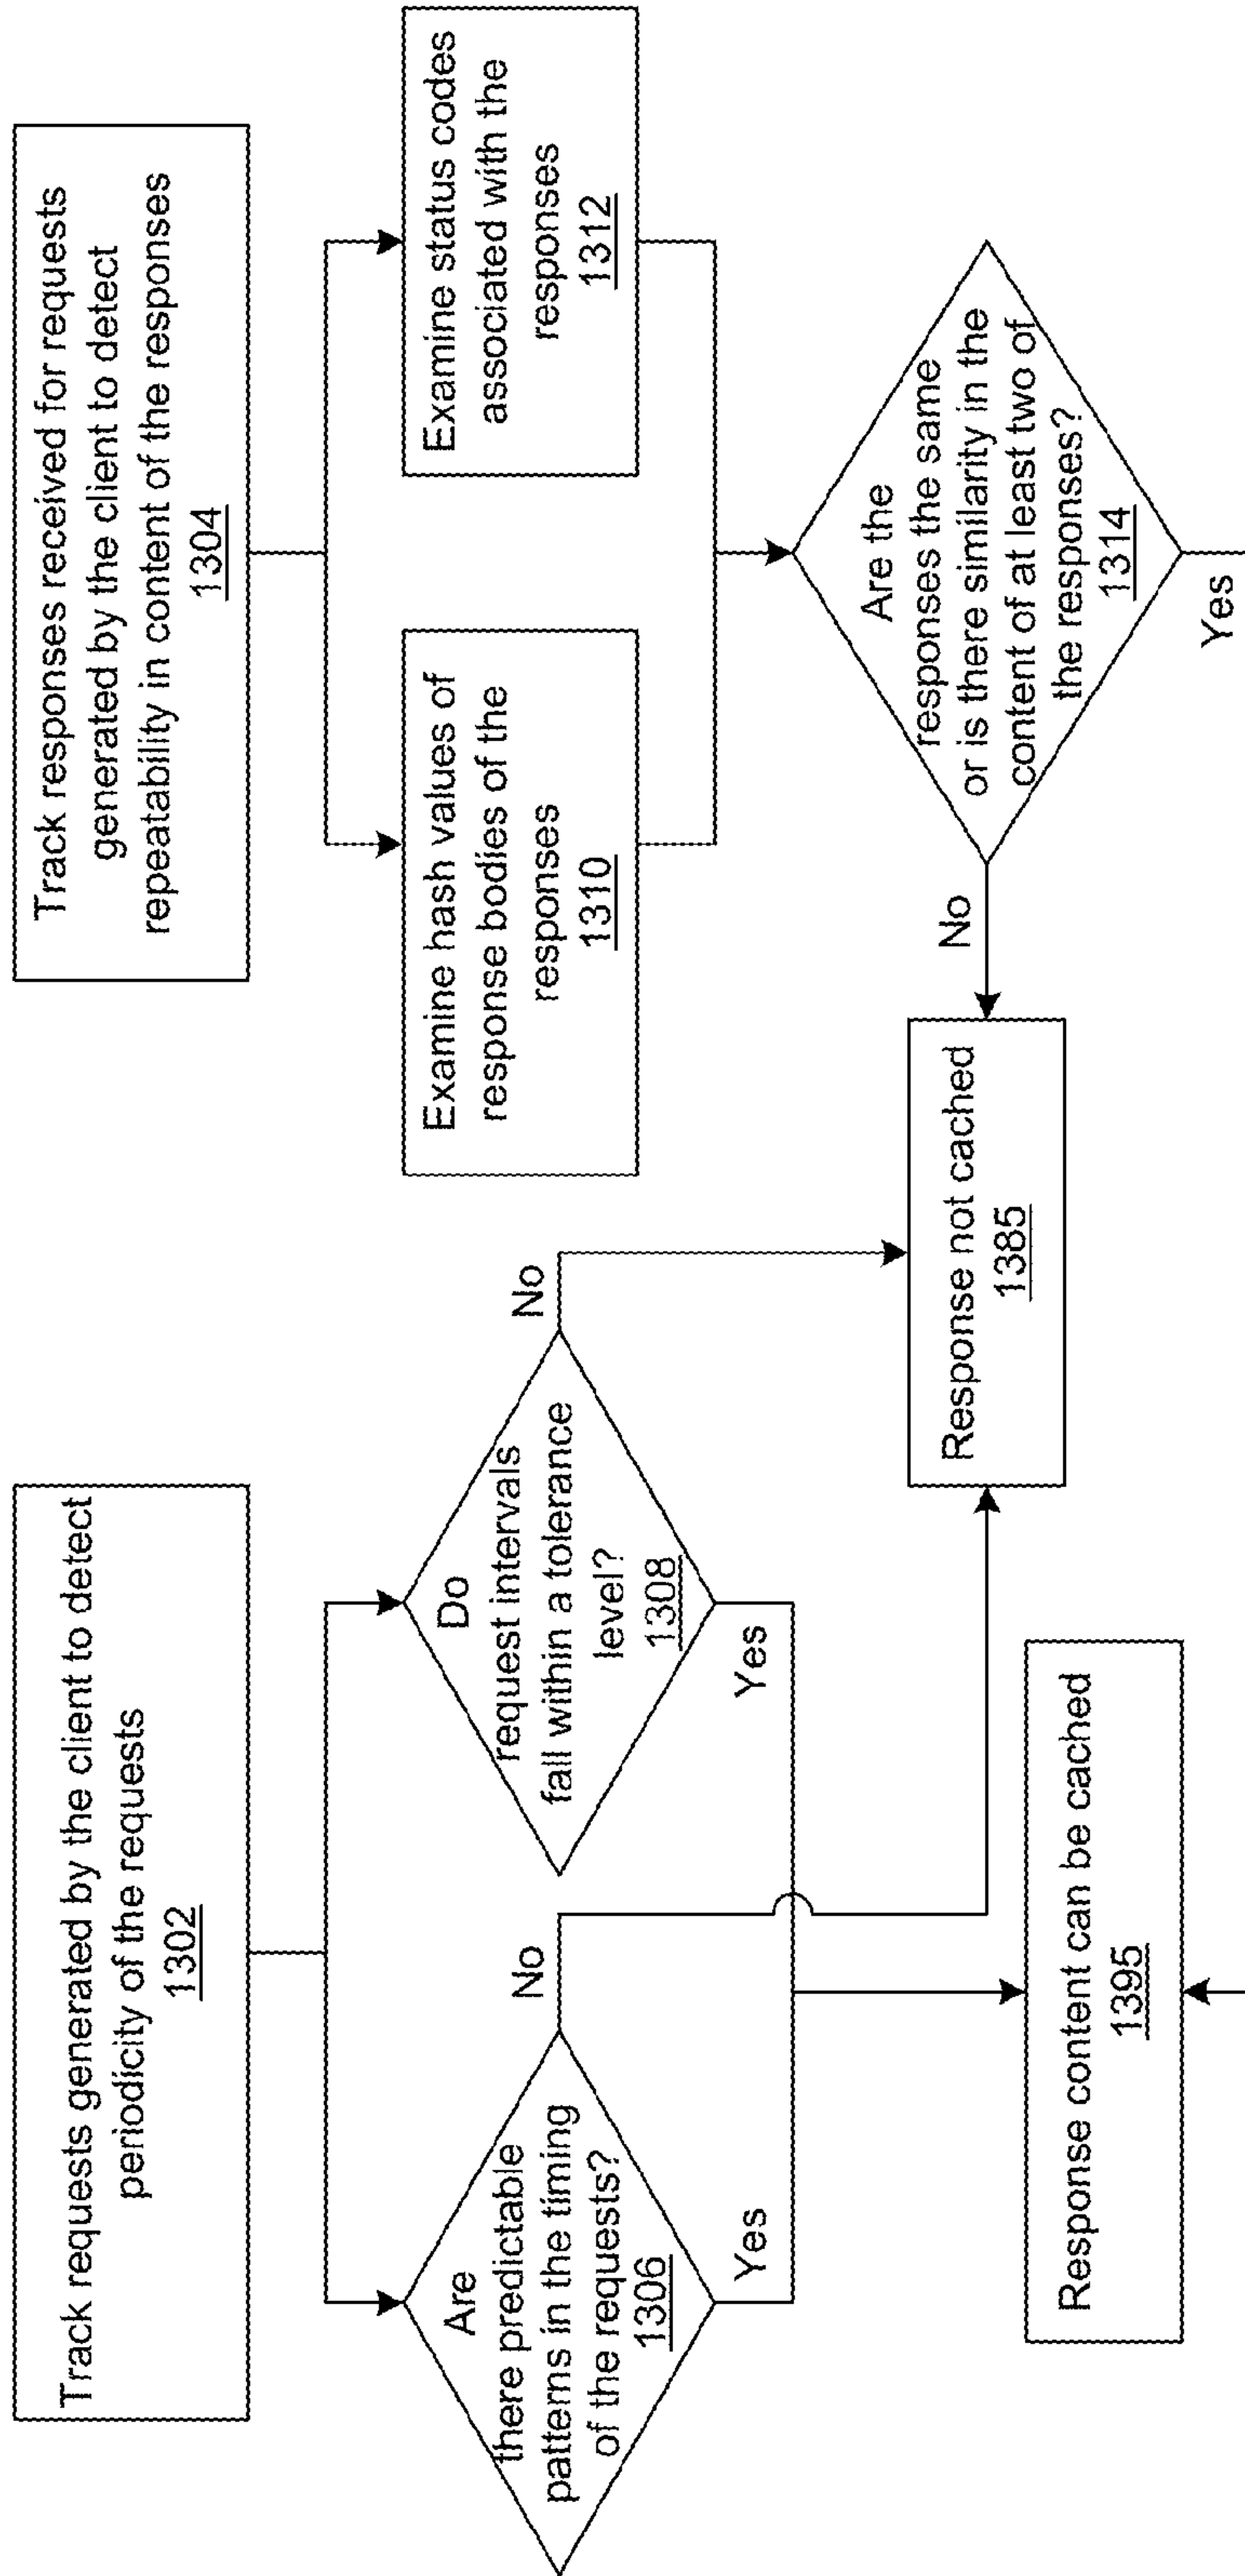 Track requests generated by the client to detect
periodicity of the requests
1302
Are
there predictable
patterns in the timing
of the requests?
1306
No
Yes
Do
request intervals
fall within a tolerance
level?
1308
No
Yes
Response content can be cached
1395
Response not cached
1385
Track responses received for requests
generated by the client to detect
repeatability in content of the responses
1304
Examine hash values of
response bodies of the
responses
1310
Examine status codes
associated with the
responses
1312
Are the
responses the same
or is there similarity in the
content of at least two of
the responses?
1314
No
Yes